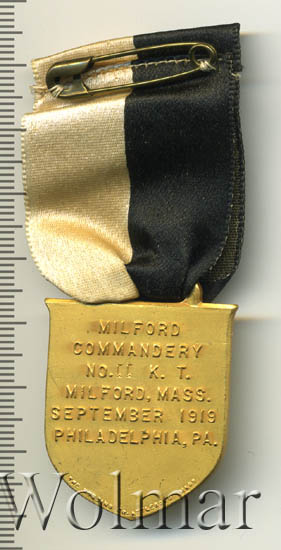 MILFORD
COMMANDERY
NO. 11 K. T.
MILFORD, MASS.
SEPTEMBER 1919
PHILADELPHIA, PA.
Wolmar